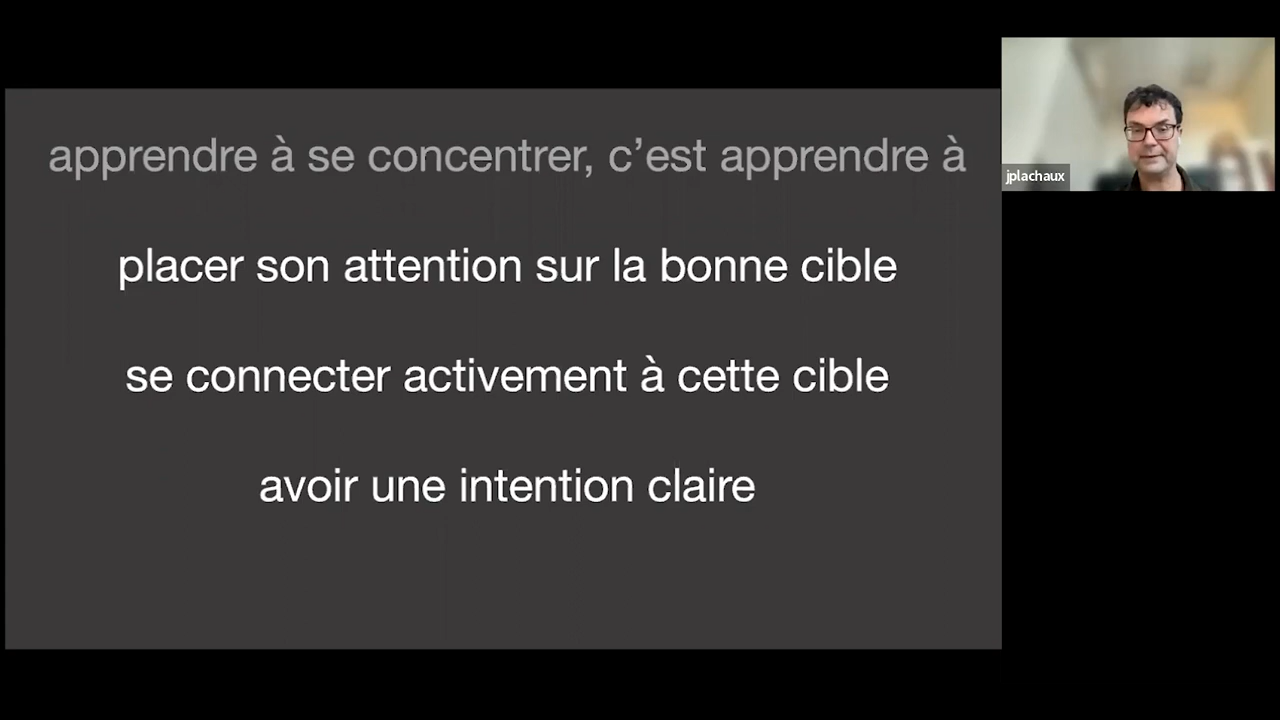 apprendre à se concentrer, c’est apprendre à
placer son attention sur la bonne cible
se connecter activement à cette cible
avoir une intention claire
jplachaux